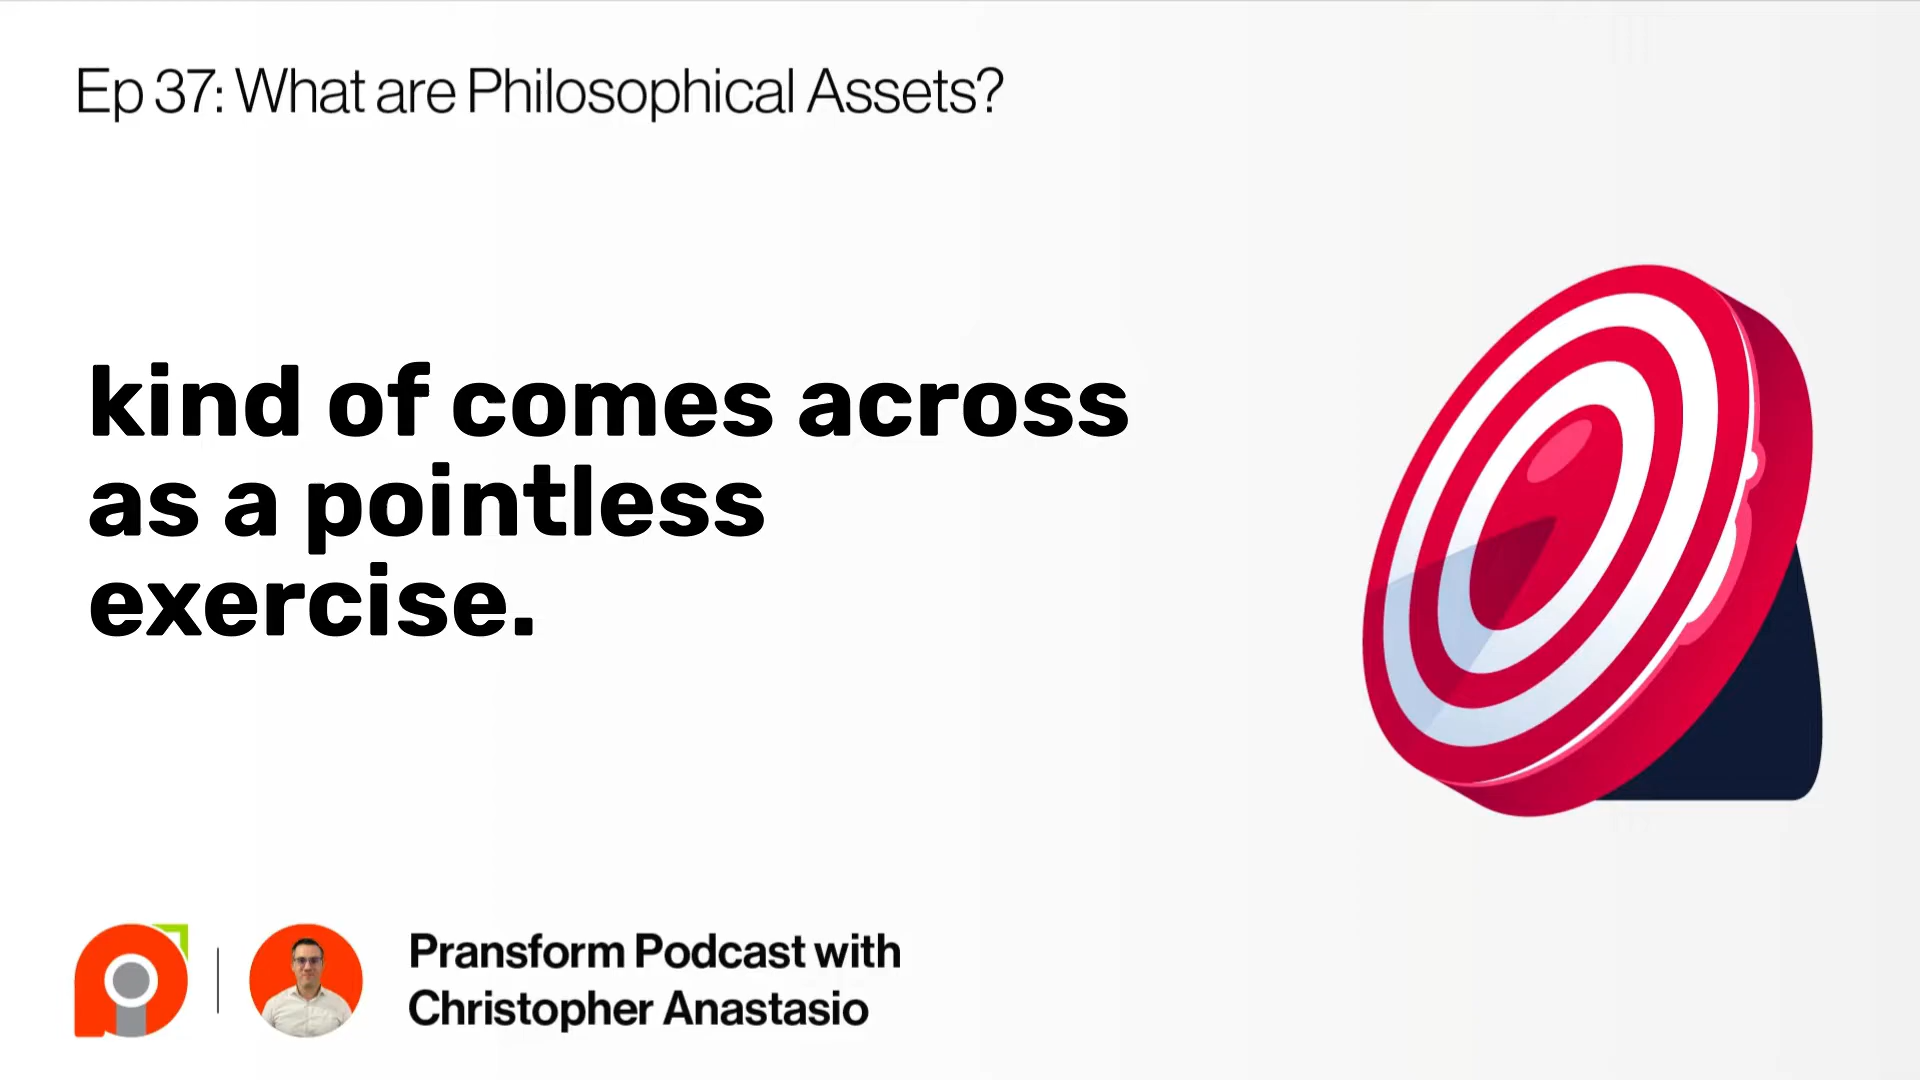 Ep 37: What are Philosophical Assets?
kind of comes across
as a pointless
exercise.
Pransform Podcast with
Christopher Anastasio